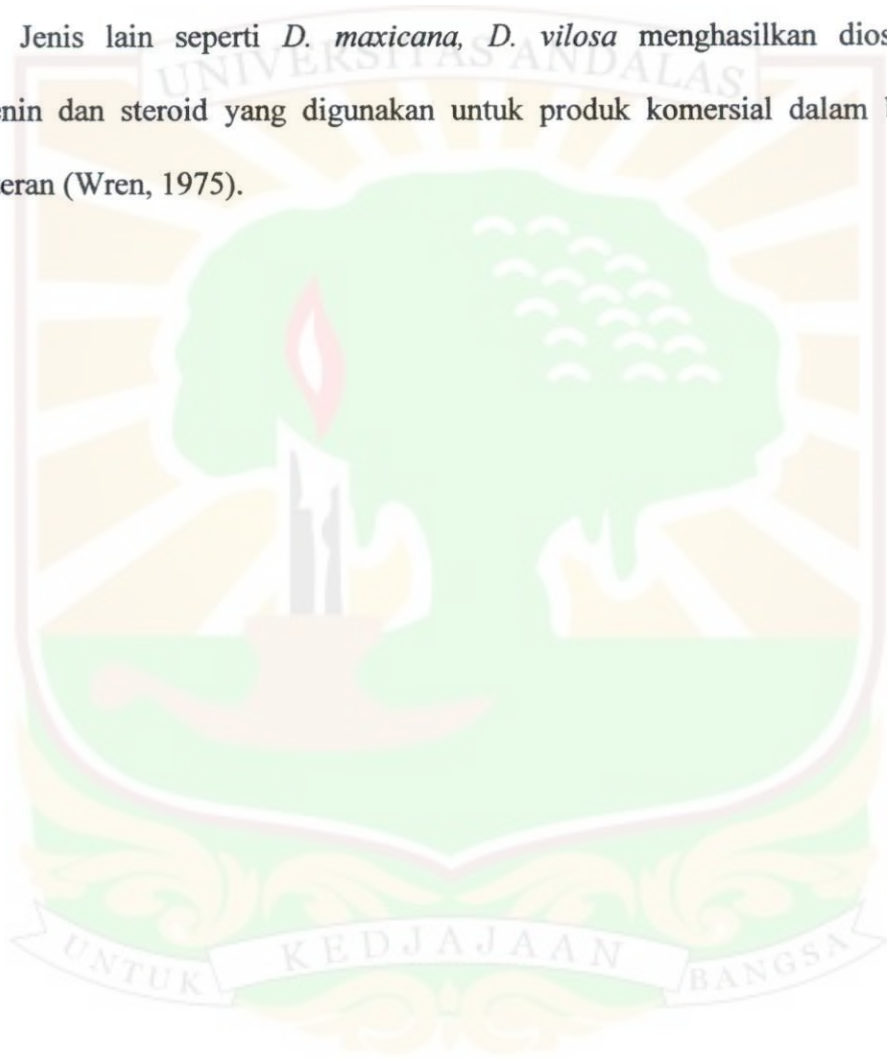 Jenis lain seperti D. maxicana, D. vilosa menghasilkan dios
nin dan steroid yang digunakan untuk produk komersial dalam
eran (Wren, 1975).
UNIVERSITAS ANDALAS
UNTUK KEDJAJAAN BANGSA